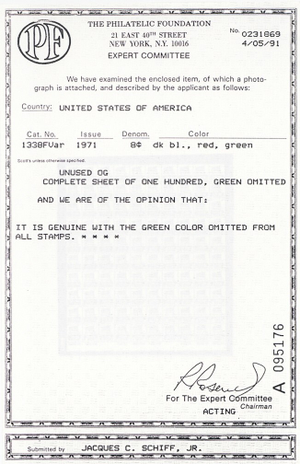 PF
THE PHILATELIC FOUNDATION
21 EAST 40TH STREET
NEW YORK, N.Y. 10016
EXPERT COMMITTEE
No. 0231869
4/05/91
We have examined the enclosed item, of which a photo-
graph is attached, and described by the applicant as follows:
Country: UNITED STATES OF AMERICA
Cat. No. Issue Denom. Color
1338FVar 1971 8¢ dk bl., red, green
Scott's unless otherwise specified.
UNUSED OG
COMPLETE SHEET OF ONE HUNDRED, GREEN OMITTED
AND WE ARE OF THE OPINION THAT:
IT IS GENUINE WITH THE GREEN COLOR OMITTED FROM
ALL STAMPS. * * * *
For The Expert Committee
Chairman
ACTING
A 095176
Submitted by JACQUES C. SCHIFF, JR.